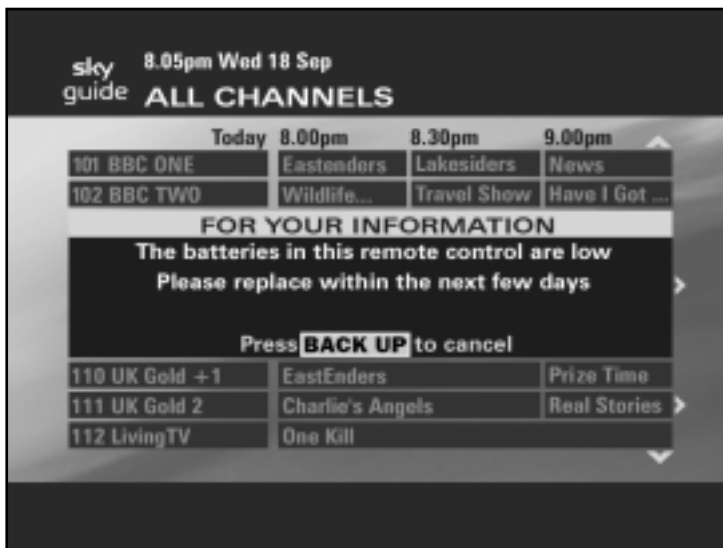 sky guide
8.05pm Wed 18 Sep
ALL CHANNELS
Today 8.00pm 8.30pm 9.00pm
101 BBC ONE Eastenders Lakesiders News
102 BBC TWO Wildlife... Travel Show Have I Got ...
FOR YOUR INFORMATION
The batteries in this remote control are low
Please replace within the next few days
Press BACK UP to cancel
110 UK Gold +1 EastEnders Prize Time
111 UK Gold 2 Charlie's Angels Real Stories
112 LivingTV One Kill